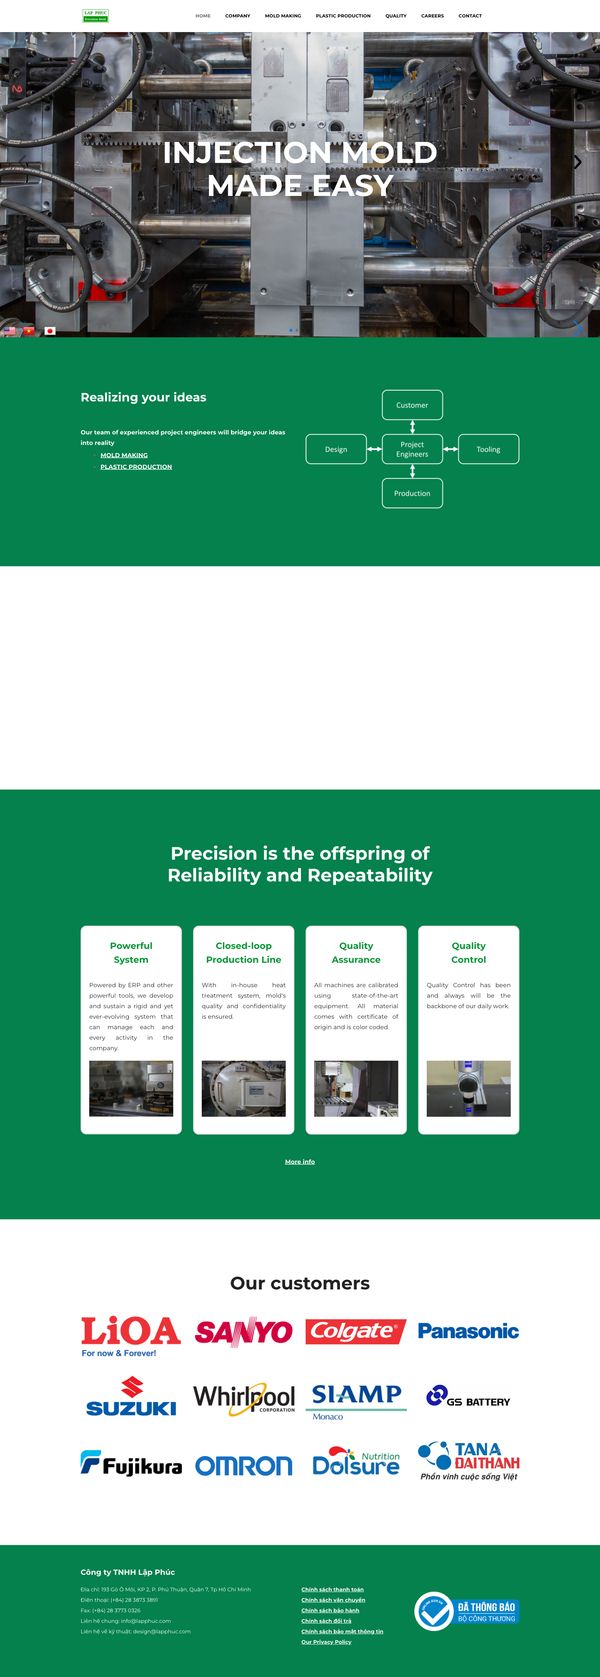 LAP PHUC
Precision Mold
HOME COMPANY MOLD MAKING PLASTIC PRODUCTION QUALITY CAREERS CONTACT
INJECTION MOLD
MADE EASY
Realizing your ideas
Our team of experienced project engineers will bridge your ideas
into reality
MOLD MAKING
PLASTIC PRODUCTION
Customer
Design
Project
Engineers
Tooling
Production
Precision is the offspring of
Reliability and Repeatability
Powerful
System
Powered by ERP and other
powerful tools, we develop
and sustain a rigid and yet
ever-evolving system that
can manage each and
every activity in the
company.
Closed-loop
Production Line
With in-house heat
treatment system, mold's
quality and confidentiality
is ensured.
Quality
Assurance
All machines are calibrated
using state-of-the-art
equipment. All material
comes with certificate of
origin and is color coded.
Quality
Control
Quality Control has been
and always will be the
backbone of our daily work.
More info
Our customers
LiOA
For now & Forever!
SANYO
Colgate
Panasonic
SUZUKI
Whirlpool
CORPORATION
SIAMP
Monaco
GS BATTERY
Fujikura
OMRON
Nutrition
Dolsure
TANA
ĐAITHANH
Phồn vinh cuộc sống Việt
Công ty TNHH Lập Phúc
Địa chỉ: 193 Gò Ô Môi, KP 2, P. Phú Thuận, Quận 7, Tp Hồ Chí Minh
Điện thoại: (+84) 28 3873 3891
Fax: (+84) 28 3773 0326
Liên hệ chung: info@lapphuc.com
Liên hệ về kỹ thuật: design@lapphuc.com
Chính sách thanh toán
Chính sách vận chuyển
Chính sách bảo hành
Chính sách đổi trả
Chính sách bảo mật thông tin
Our Privacy Policy
ĐÃ THÔNG BÁO
BỘ CÔNG THƯƠNG